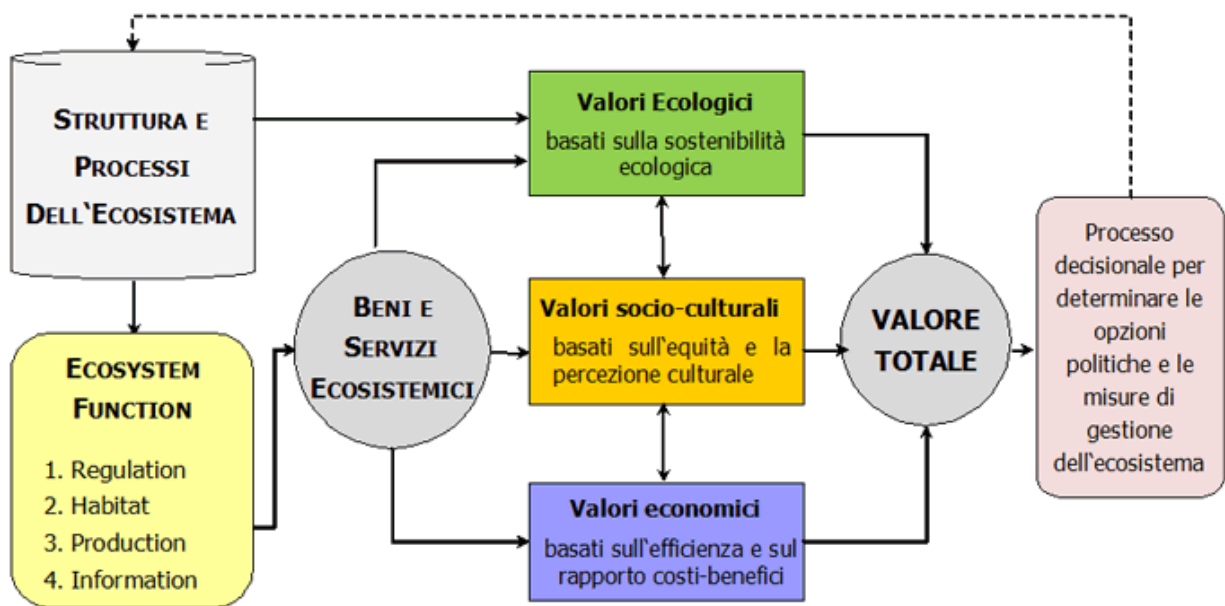 STRUTTURA E
PROCESSI
DELL'ECOSISTEMA
ECOSYSTEM
FUNCTION
1. Regulation
2. Habitat
3. Production
4. Information
BENI E
SERVIZI
ECOSISTEMICI
Valori Ecologici
basati sulla sostenibilità
ecologica
Valori socio-culturali
basati sull'equità e la
percezione culturale
Valori economici
basati sull'efficienza e sul
rapporto costi-benefici
VALORE
TOTALE
Processo
decisionale per
determinare le
opzioni
politiche e le
misure di
gestione
dell'ecosistema